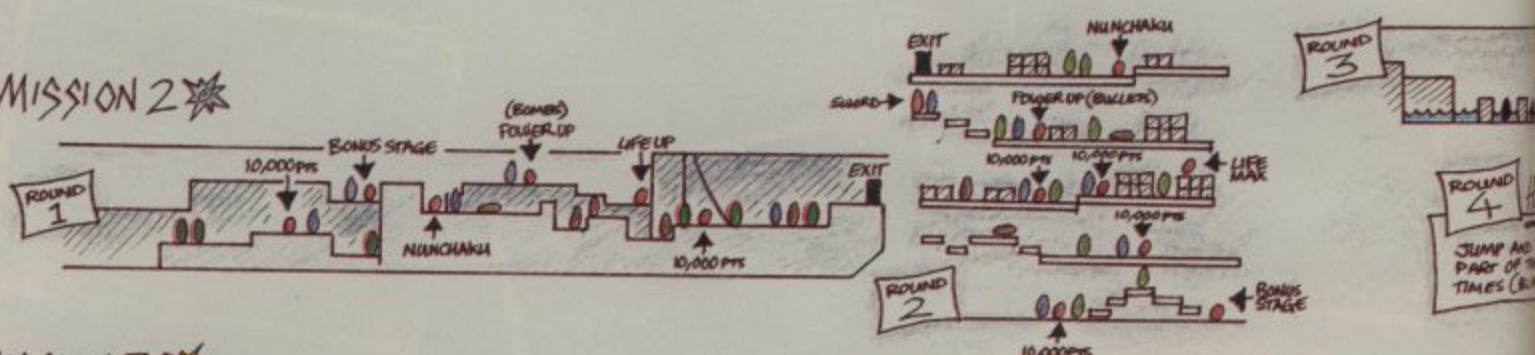 MISSION 2
ROUND
1
10,000 PTS
BONUS STAGE
NUNCHAKU
(BOMBS)
POWER UP
LIFE UP
10,000 PTS
EXIT
EXIT
NUNCHAKU
SWORD
POWER UP (BULLETS)
10,000 PTS
10,000 PTS
LIFE
MAX
10,000 PTS
ROUND
2
BONUS
STAGE
10,000 PTS
ROUND
3
ROUND
4
JUMP AND
PART OF
TIMES